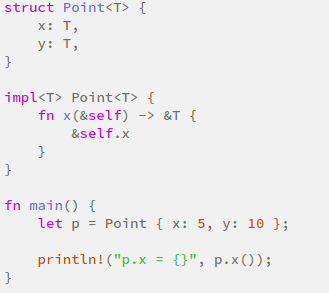 struct Point<T> {
    x: T,
    y: T,
}

impl<T> Point<T> {
    fn x(&self) -> &T {
        &self.x
    }
}

fn main() {
    let p = Point { x: 5, y: 10 };

    println!("p.x = {}", p.x());
}